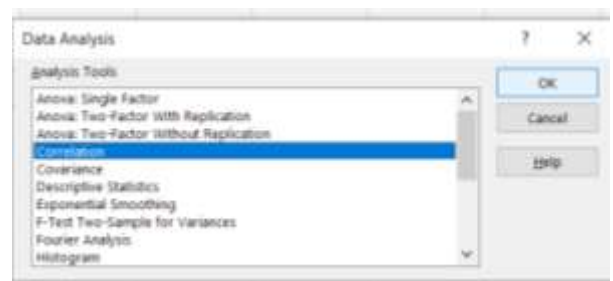 Data Analysis ? ×
Analysis Tools
OK
Anova: Single Factor
Anova: Two-Factor With Replication
Cancel
Anova: Two-Factor Without Replication
Correlation
Covariance
Help
Descriptive Statistics
Exponential Smoothing
F-Test Two-Sample for Variances
Fourier Analysis
Histogram